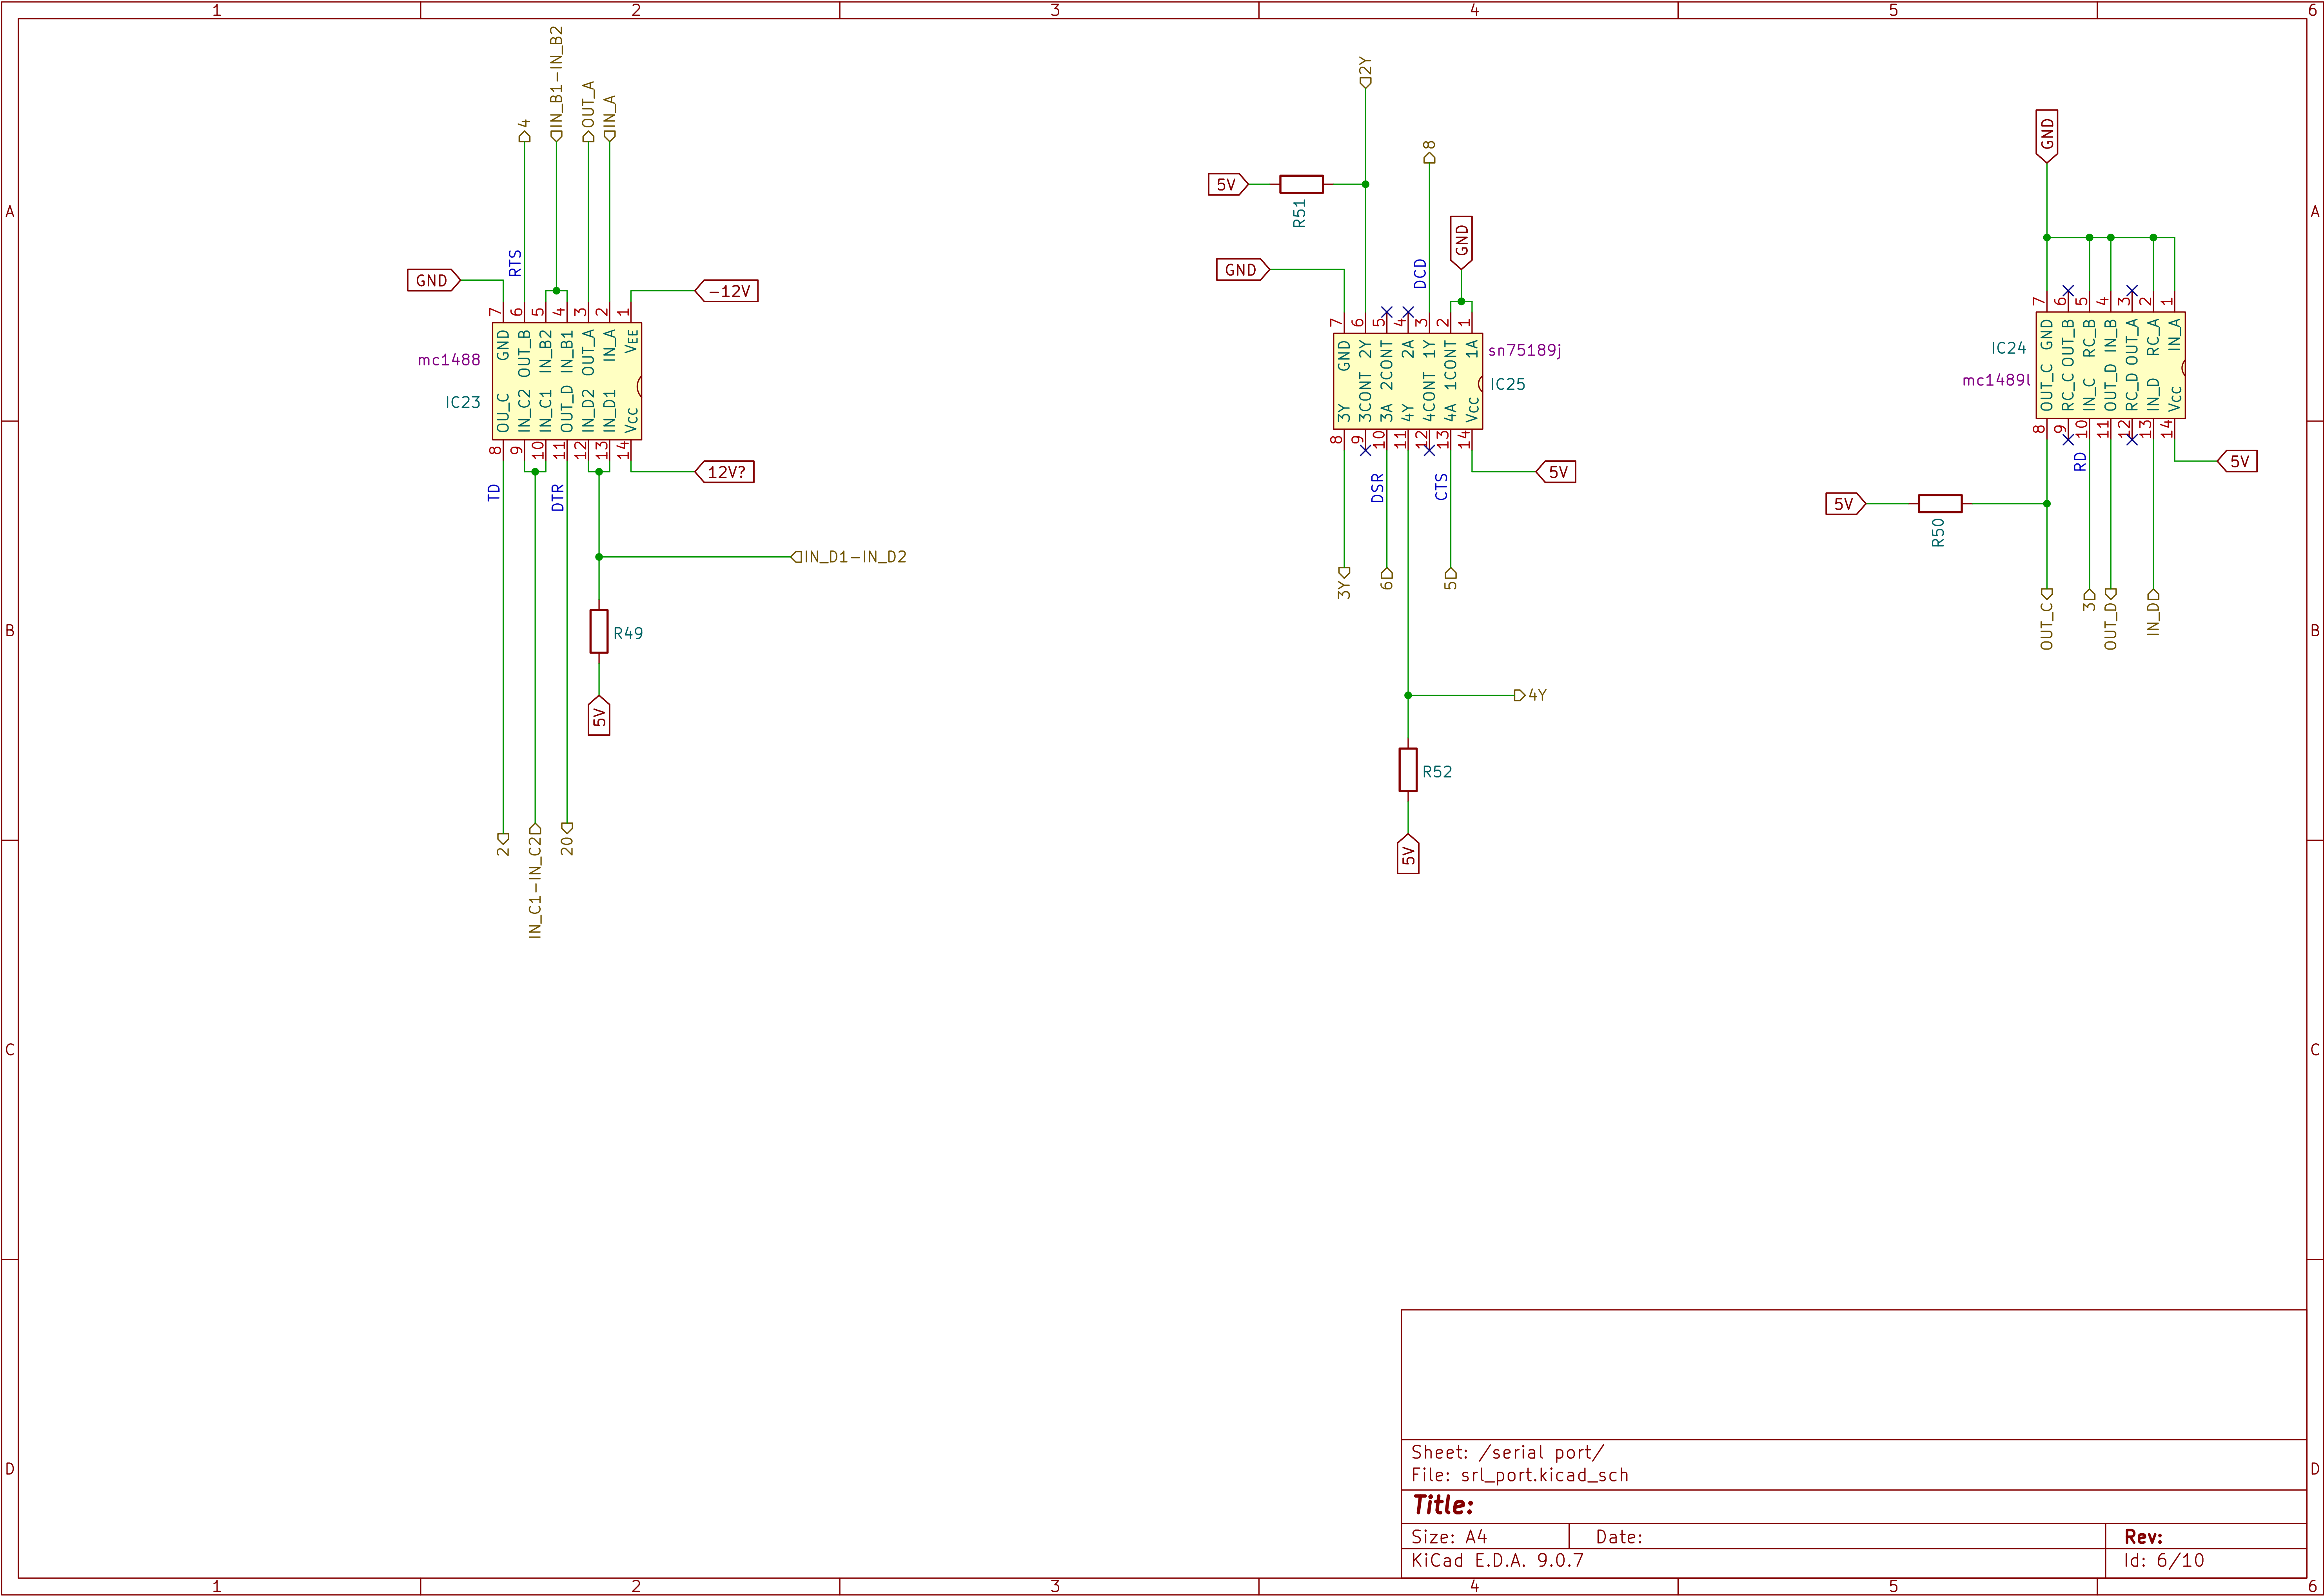 1 2 3 4 5 6
A
B
C
D
4
IN_B1-IN_B2
OUT_A
IN_A
RTS
GND
-12V
7 6 5 4 3 2 1
GND OUT_B IN_B2 IN_B1 OUT_A IN_A VEE
mc1488
IC23
OU_C IN_C2 IN_C1 OUT_D IN_D2 IN_D1 VCC
8 9 10 11 12 13 14
12V?
TD
DTR
IN_D1-IN_D2
R49
5V
2
IN_C1-IN_C2
20
2Y
8
5V
R51
GND
GND
DCD
7 6 5 4 3 2 1
GND 2Y 2CONT 2A 1Y 1CONT 1A
sn75189j
IC25
3Y 3CONT 3A 4Y 4CONT 4A VCC
8 9 10 11 12 13 14
5V
DSR
CTS
3Y
6
5
4Y
R52
5V
GND
7 6 5 4 3 2 1
GND OUT_B RC_B IN_B OUT_A RC_A IN_A
IC24
mc1489l
OUT_C RC_C IN_C OUT_D RC_D IN_D VCC
8 9 10 11 12 13 14
RD
5V
5V
R50
OUT_C
3
OUT_D
IN_D
Sheet: /serial port/
File: srl_port.kicad_sch
Title:
Size: A4 Date: Rev:
KiCad E.D.A. 9.0.7 Id: 6/10
A
B
C
D
1 2 3 4 5 6